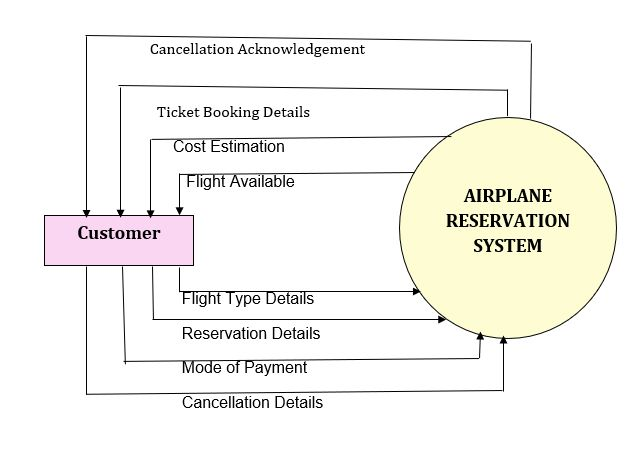 Cancellation Acknowledgement
Ticket Booking Details
Cost Estimation
Flight Available
AIRPLANE
RESERVATION
SYSTEM
Customer
Flight Type Details
Reservation Details
Mode of Payment
Cancellation Details